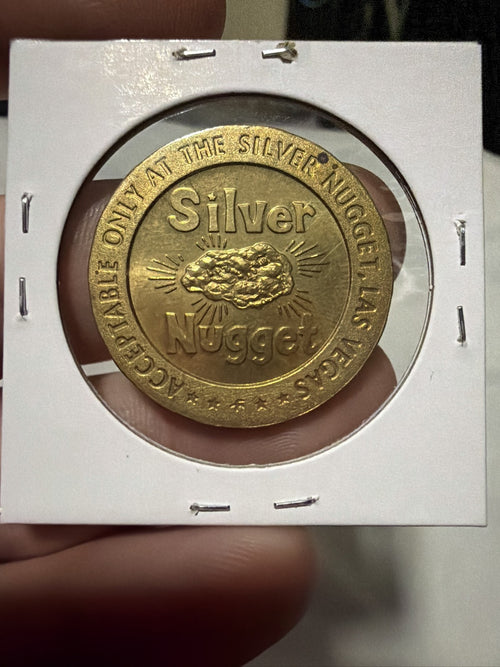 ACCEPTABLE ONLY AT THE SILVER NUGGET, LAS VEGAS
Silver
Nugget